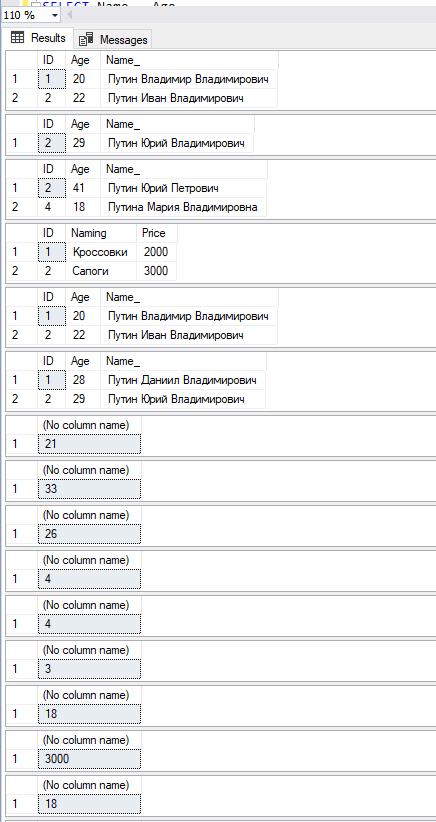 SELECT Name_, Age
110 %
Results Messages
ID Age Name_
1 1 20 Путин Владимир Владимирович
2 2 22 Путин Иван Владимирович
ID Age Name_
1 2 29 Путин Юрий Владимирович
ID Age Name_
1 2 41 Путин Юрий Петрович
2 4 18 Путина Мария Владимировна
ID Naming Price
1 1 Кроссовки 2000
2 2 Сапоги 3000
ID Age Name_
1 1 20 Путин Владимир Владимирович
2 2 22 Путин Иван Владимирович
ID Age Name_
1 1 28 Путин Даниил Владимирович
2 2 29 Путин Юрий Владимирович
(No column name)
1 21
(No column name)
1 33
(No column name)
1 26
(No column name)
1 4
(No column name)
1 4
(No column name)
1 3
(No column name)
1 18
(No column name)
1 3000
(No column name)
1 18